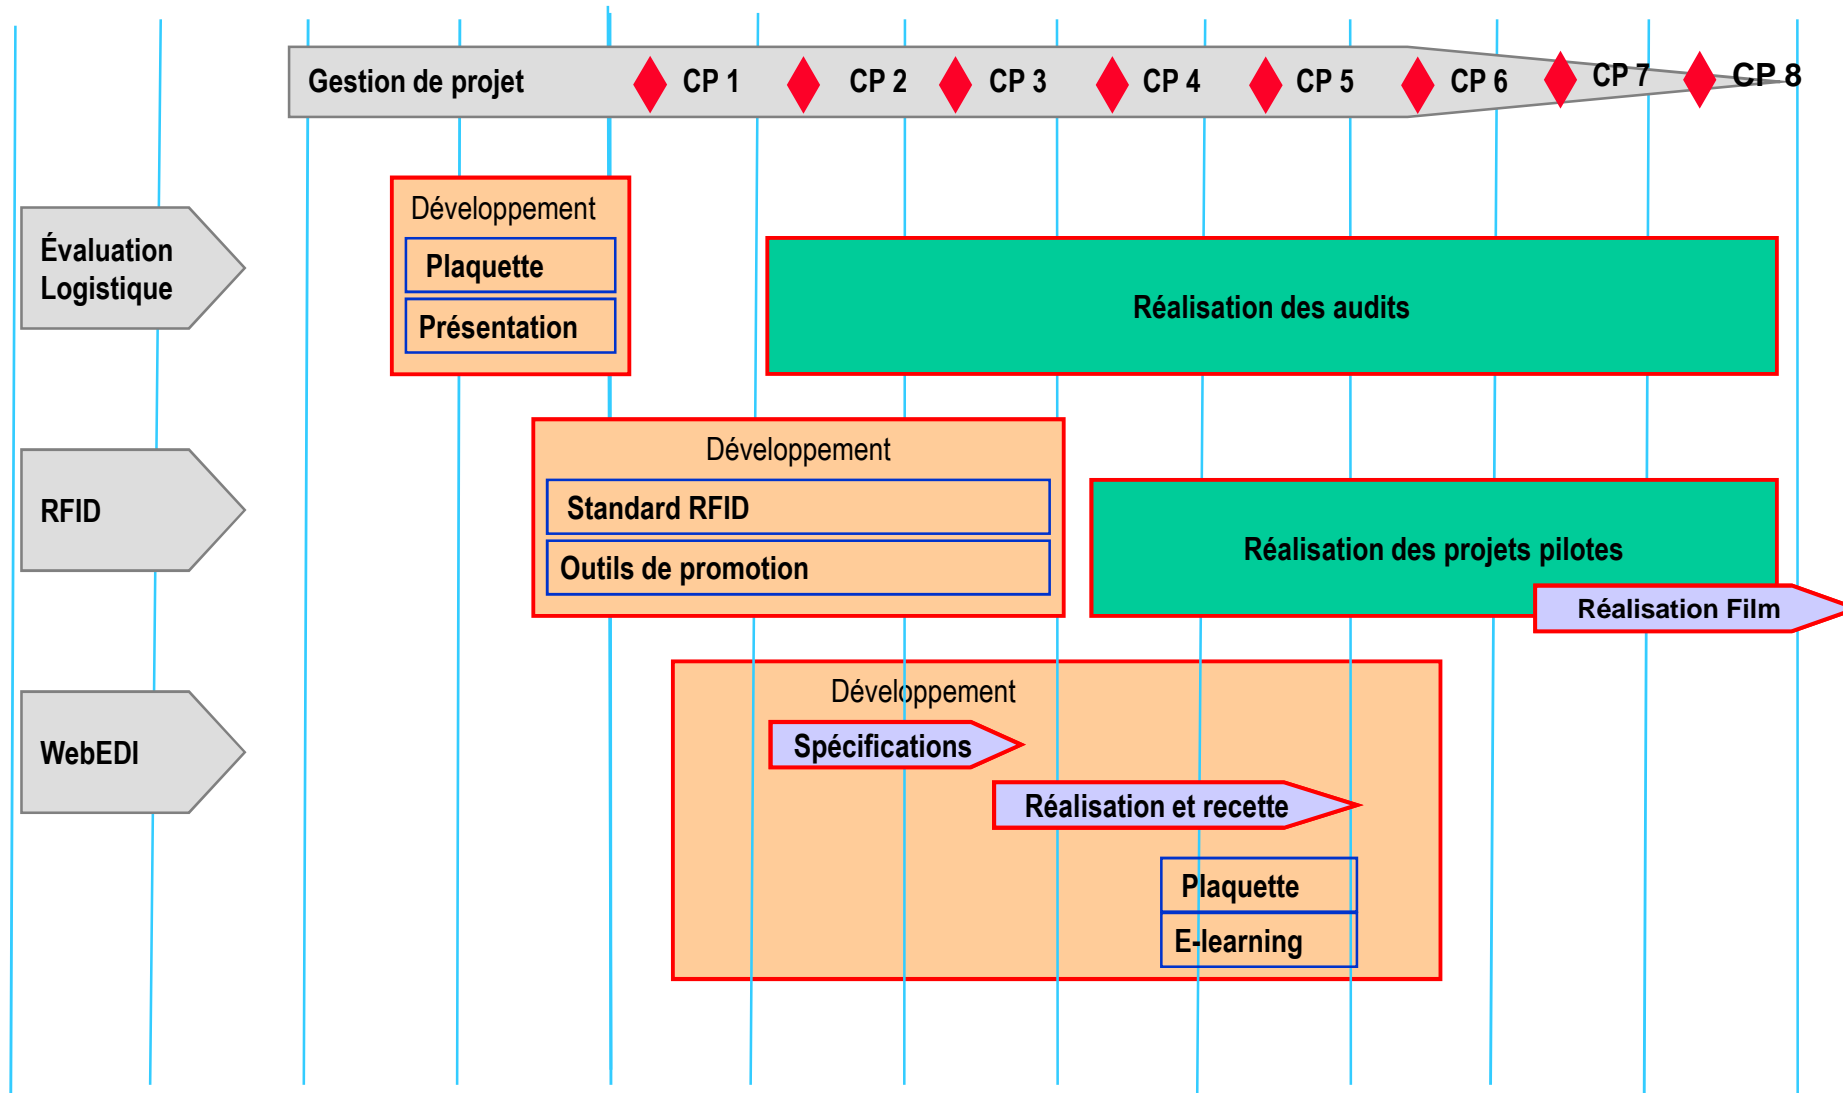 Gestion de projet
CP 1
CP 2
CP 3
CP 4
CP 5
CP 6
CP 7
CP 8
Évaluation
Logistique
Développement
Plaquette
Présentation
Réalisation des audits
RFID
Développement
Standard RFID
Outils de promotion
Réalisation des projets pilotes
Réalisation Film
WebEDI
Développement
Spécifications
Réalisation et recette
Plaquette
E-learning